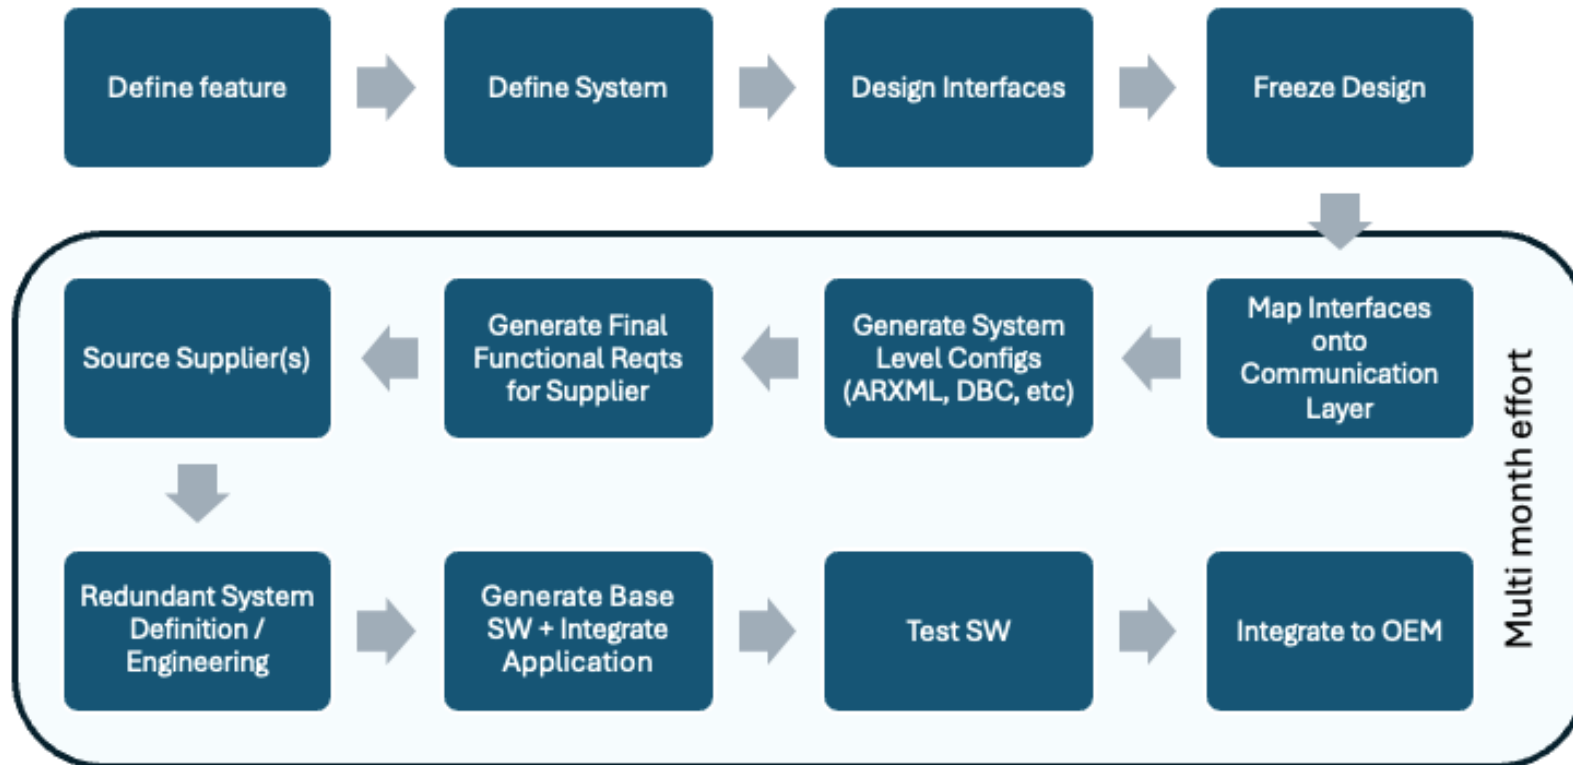 Define feature
Define System
Design Interfaces
Freeze Design
Map Interfaces
onto
Communication
Layer
Generate System
Level Configs
(ARXML, DBC, etc)
Generate Final
Functional Reqts
for Supplier
Source Supplier(s)
Redundant System
Definition /
Engineering
Generate Base
SW + Integrate
Application
Test SW
Integrate to OEM
Multi month effort